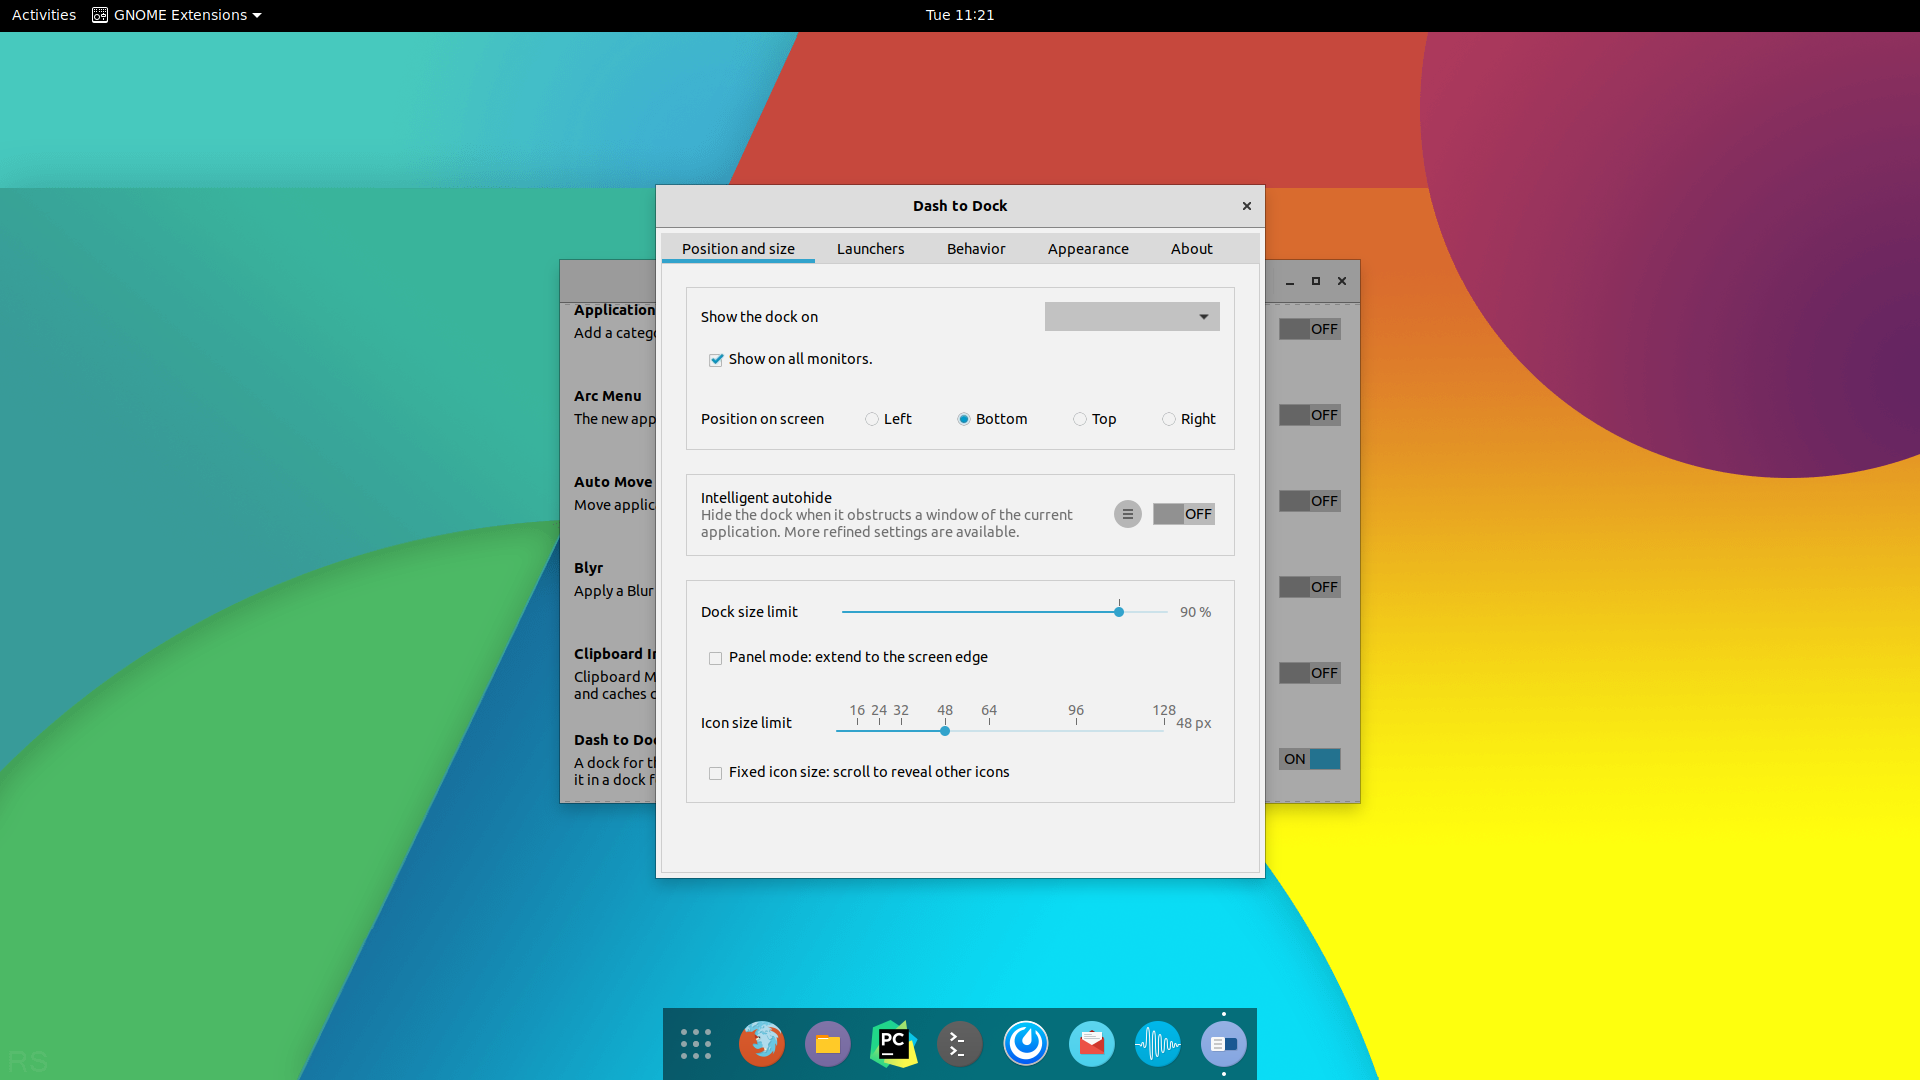 Activities GNOME Extensions Tue 11:21
Dash to Dock
Position and size Launchers Behavior Appearance About
Show the dock on
Show on all monitors.
Position on screen Left Bottom Top Right
Intelligent autohide
Hide the dock when it obstructs a window of the current
application. More refined settings are available.
OFF
Dock size limit 90 %
Panel mode: extend to the screen edge
16 24 32 48 64 96 128
Icon size limit 48 px
Fixed icon size: scroll to reveal other icons
Application
Add a categ
OFF
Arc Menu
The new app
OFF
Auto Move
Move applic
OFF
Blyr
Apply a Blur
OFF
Clipboard In
Clipboard M
and caches c
OFF
Dash to Doc
A dock for th
it in a dock f
ON
PC
RS